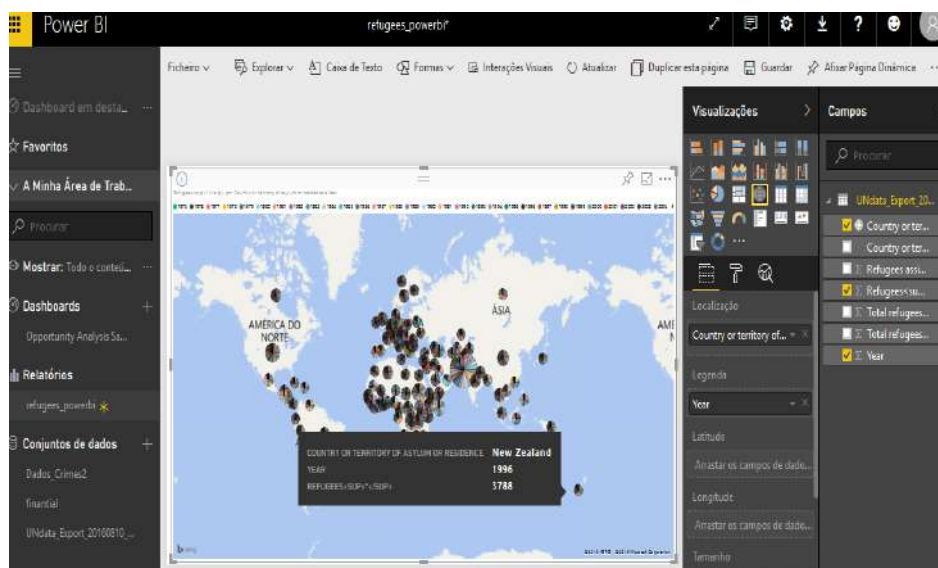 Power BI
refugees_powerbi*
Ficheiro
Explorar
Caixa de Texto
Formas
Interações Visuais
Atualizar
Duplicar esta página
Guardar
Afixar Página Dinâmica
Dashboard em desta...
Favoritos
A Minha Área de Trab...
Procurar
Mostrar: Todo o conteú...
Dashboards
Opportunity Analysis Sa...
Relatórios
refugees_powerbi
Conjuntos de dados
Dados_Crimes2
finantial
UNdata_Export_20160810_...
AMÉRICA DO
NORTE
ÁSIA
COUNTRY OR TERRITORY OF ASYLUM OR RESIDENCE New Zealand
YEAR 1996
REFUGEES<SUP>*</SUP> 3788
bing
Visualizações
Localização
Country or territory of...
Legenda
Year
Latitude
Arrastar os campos de dado...
Longitude
Arrastar os campos de dado...
Tamanho
Campos
Procurar
UNdata_Export_20...
Country or ter...
Country or ter...
Refugees assi...
Refugees<su...
Total refugees...
Total refugees...
Year